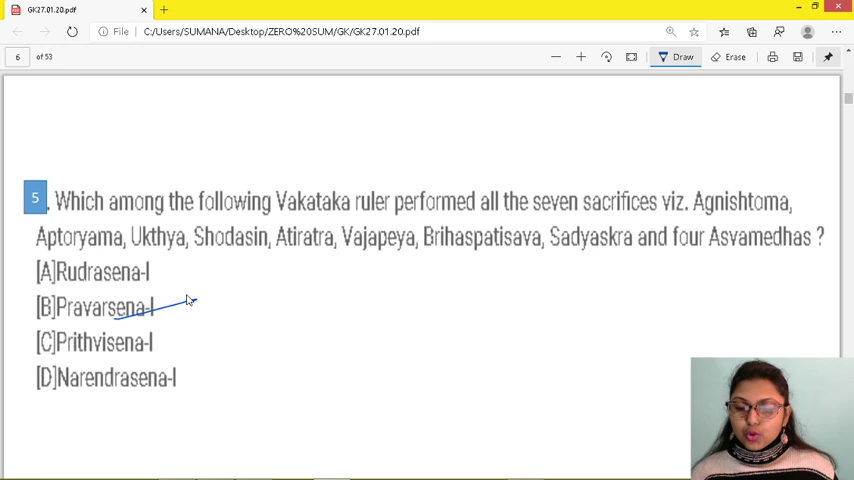 GK27.01.20.pdf
File C:/Users/SUMANA/Desktop/ZERO%20SUM/GK/GK27.01.20.pdf
6 of 53
Draw
Erase
5 . Which among the following Vakataka ruler performed all the seven sacrifices viz. Agnishtoma,
Aptoryama, Ukthya, Shodasin, Atiratra, Vajapeya, Brihaspatisava, Sadyaskra and four Asvamedhas ?
[A]Rudrasena-I
[B]Pravarsena-I
[C]Prithvisena-I
[D]Narendrasena-I